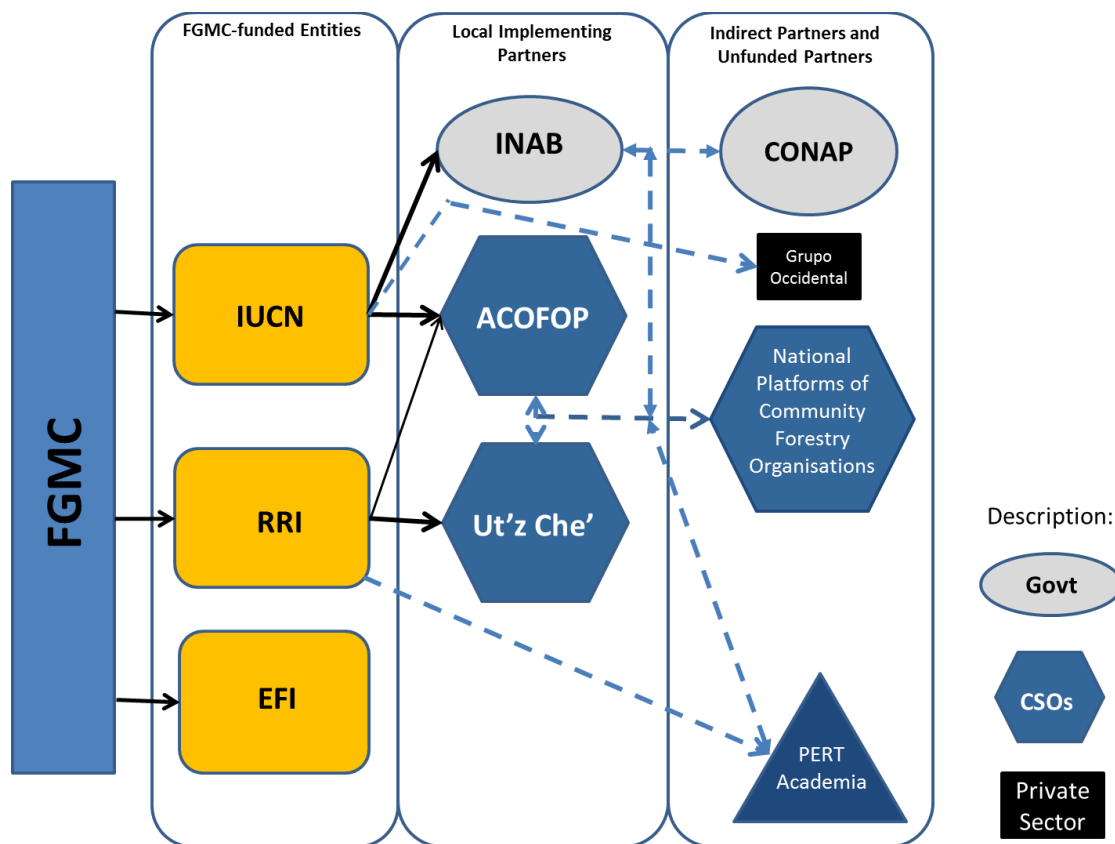 FGMC-funded Entities
Local Implementing
Partners
Indirect Partners and
Unfunded Partners
FGMC
IUCN
RRI
EFI
INAB
ACOFOP
Ut’z Che’
CONAP
Grupo
Occidental
National
Platforms of
Community
Forestry
Organisations
PERT
Academia
Description:
Govt
CSOs
Private
Sector